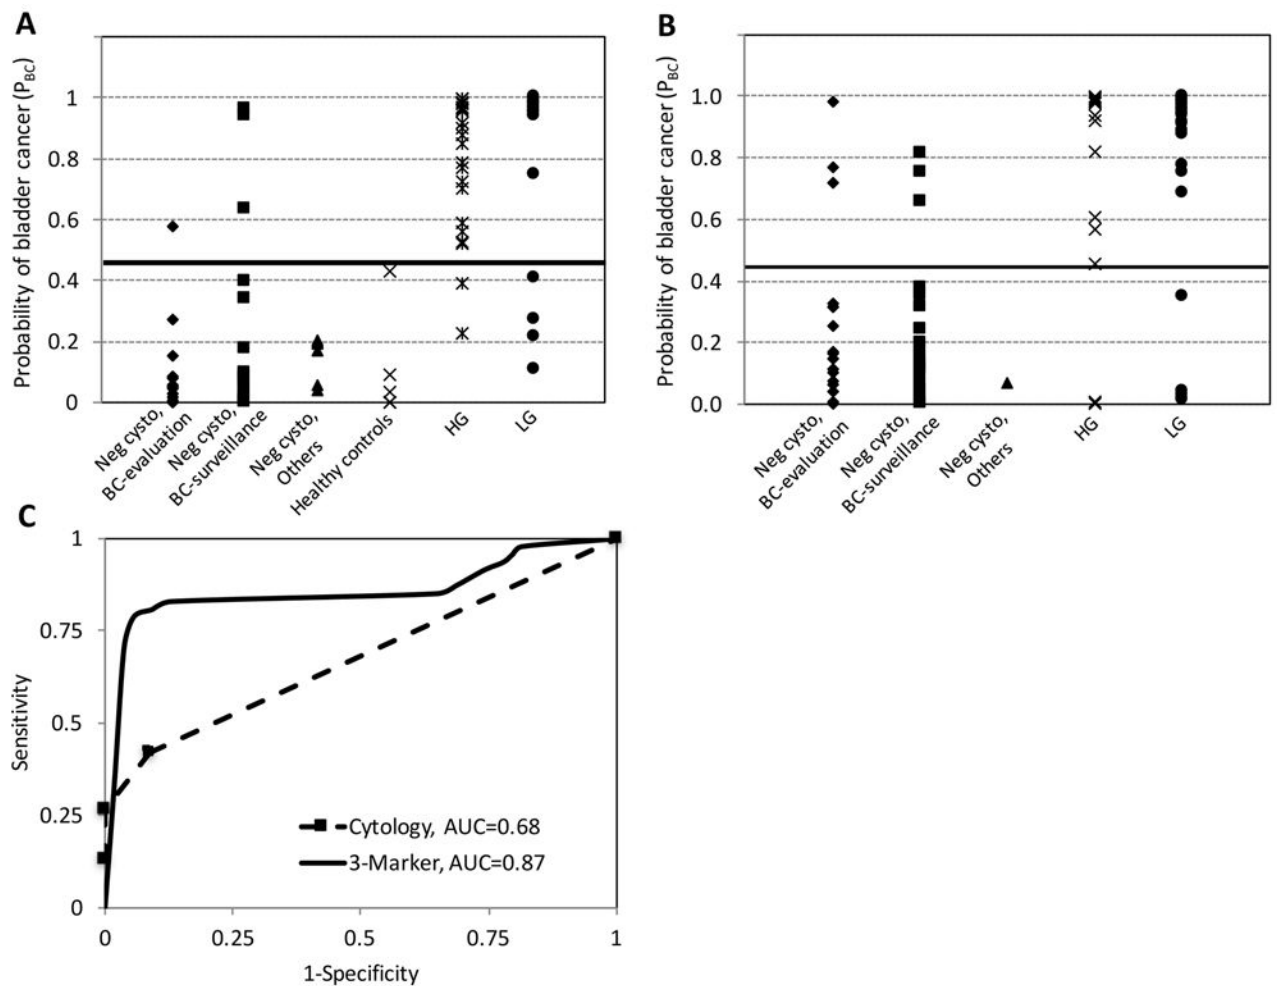 A
Probability of bladder cancer (PBC)
1
0.8
0.6
0.4
0.2
0
Neg cysto,
BC-evaluation
Neg cysto,
BC-surveillance
Neg cysto,
Others
Healthy controls
HG
LG
B
Probability of bladder cancer (PBC)
1.0
0.8
0.6
0.4
0.2
0.0
Neg cysto,
BC-evaluation
Neg cysto,
BC-surveillance
Neg cysto,
Others
HG
LG
C
Sensitivity
1
0.75
0.5
0.25
0
Cytology, AUC=0.68
3-Marker, AUC=0.87
0 0.25 0.5 0.75 1
1-Specificity